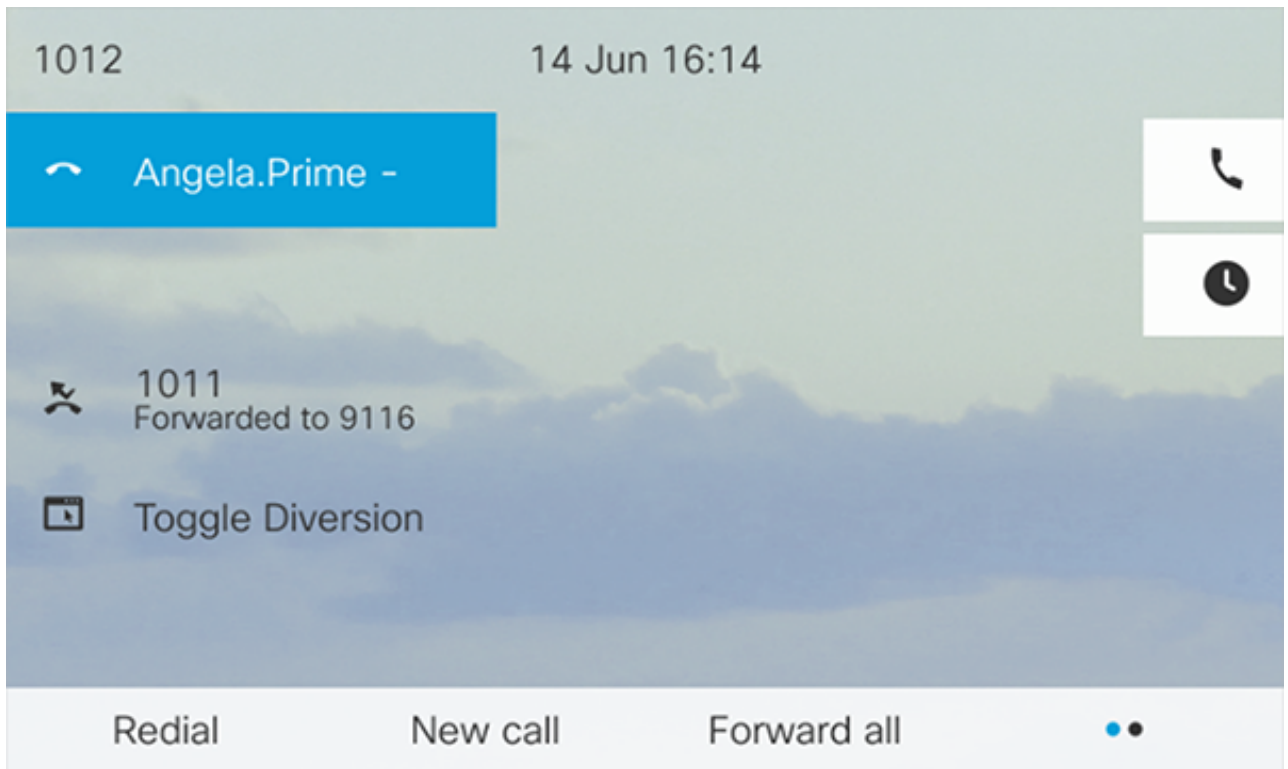 1012
14 Jun 16:14
Angela.Prime -
1011
Forwarded to 9116
Toggle Diversion
Redial
New call
Forward all